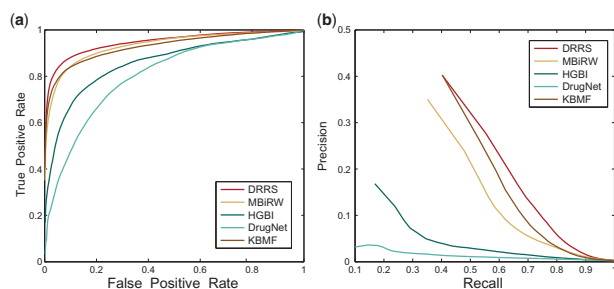 (a)
True Positive Rate
1
0.8
0.6
0.4
0.2
0
0
0.2
0.4
0.6
0.8
1
False Positive Rate
DRRS
MBiRW
HGBI
DrugNet
KBMF
(b)
Precision
0.5
0.4
0.3
0.2
0.1
0
0.1
0.2
0.3
0.4
0.5
0.6
0.7
0.8
0.9
1
Recall
DRRS
MBiRW
HGBI
DrugNet
KBMF